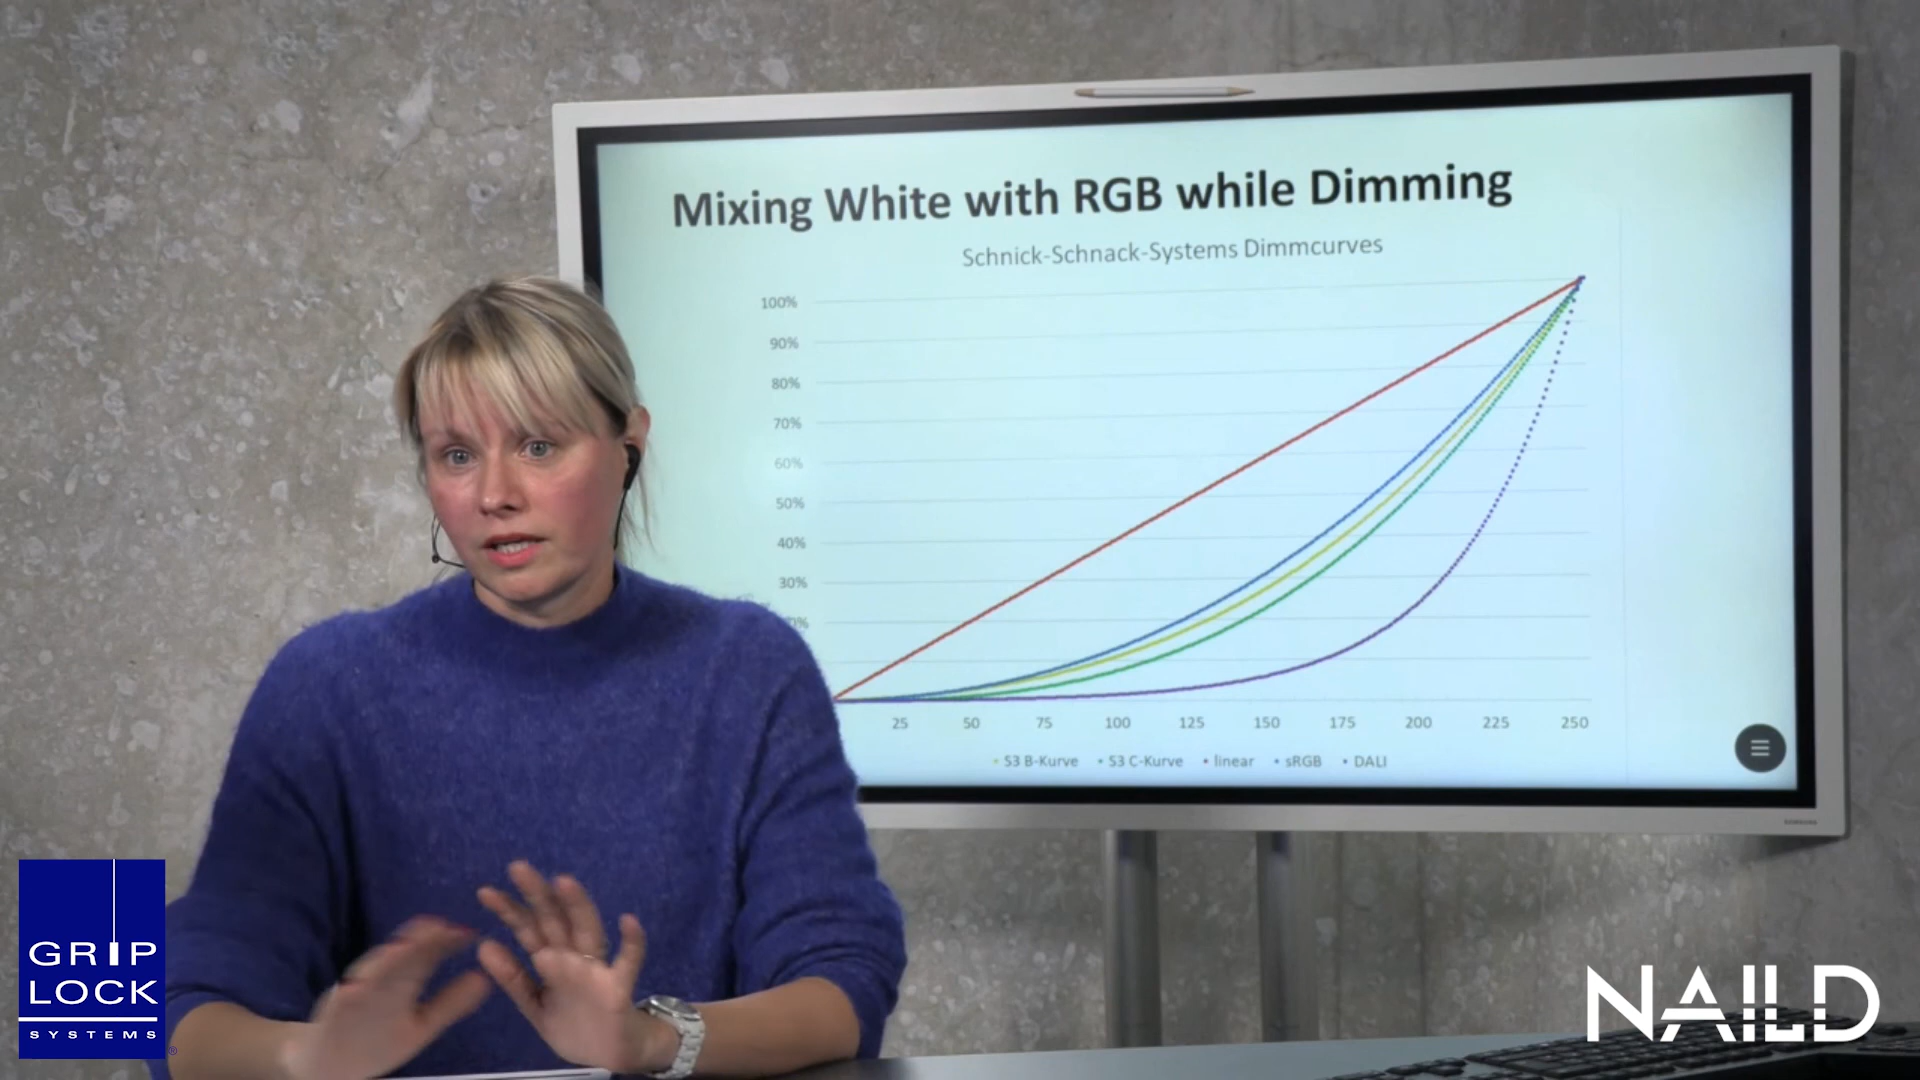 Mixing White with RGB while Dimming
Schnick-Schnack-Systems Dimmcurves
100%
90%
80%
70%
60%
50%
40%
30%
25 50 75 100 125 150 175 200 225 250
S3 B-Kurve S3 C-Kurve linear sRGB DALI
SAMSUNG
GRIP
LOCK
SYSTEMS
®
NAILD